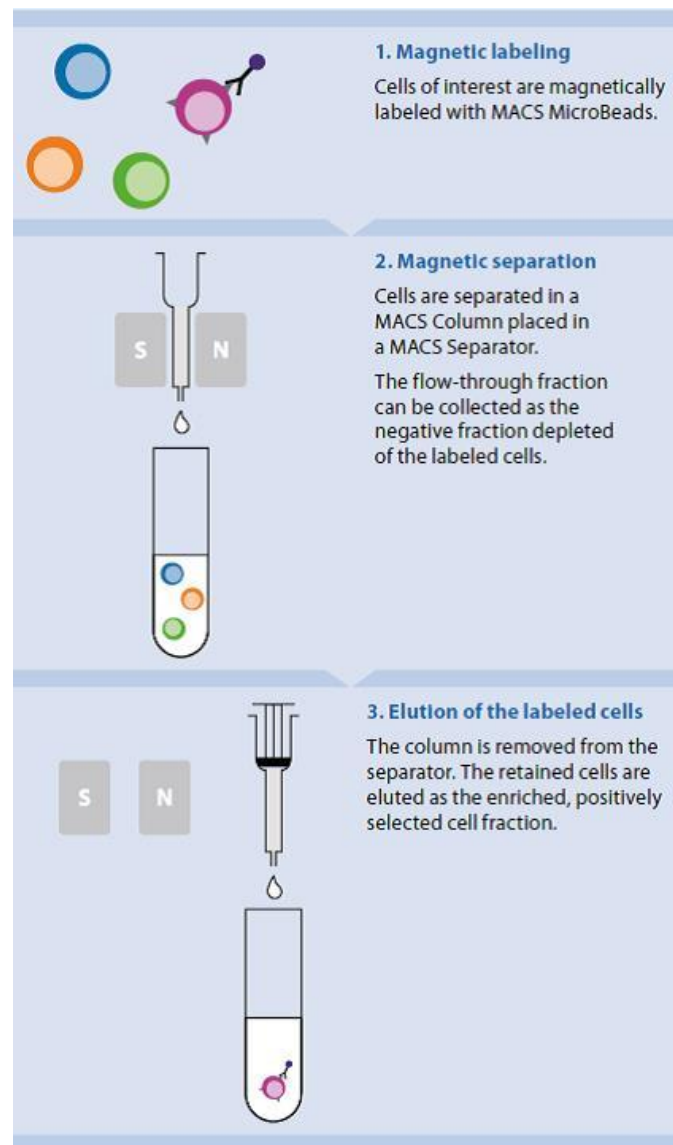 1. Magnetic labeling
Cells of interest are magnetically
labeled with MACS MicroBeads.
2. Magnetic separation
Cells are separated in a
MACS Column placed in
a MACS Separator.
The flow-through fraction
can be collected as the
negative fraction depleted
of the labeled cells.
S N
3. Elution of the labeled cells
The column is removed from the
separator. The retained cells are
eluted as the enriched, positively
selected cell fraction.
S N